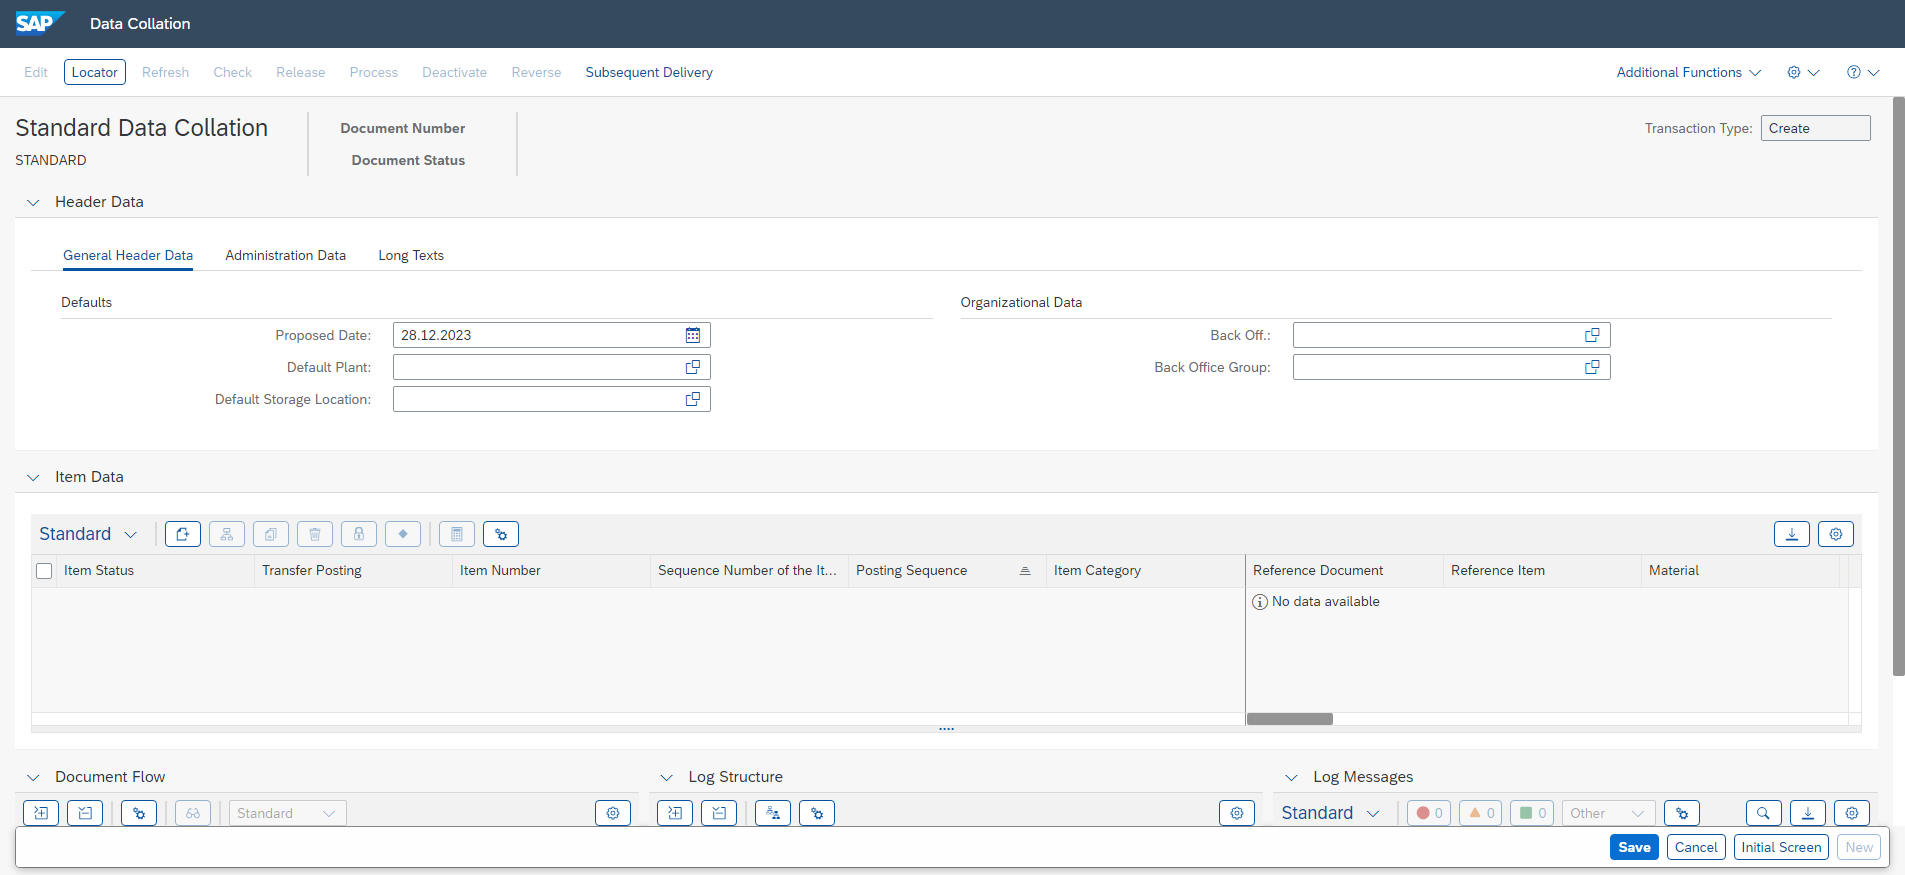 SAP Data Collation
Edit Locator Refresh Check Release Process Deactivate Reverse Subsequent Delivery Additional Functions
Standard Data Collation Document Number Transaction Type: Create
STANDARD Document Status
Header Data
General Header Data Administration Data Long Texts
Defaults Organizational Data
Proposed Date: 28.12.2023 Back Off.:
Default Plant: Back Office Group:
Default Storage Location:
Item Data
Standard
Item Status Transfer Posting Item Number Sequence Number of the It... Posting Sequence Item Category Reference Document Reference Item Material
No data available
Document Flow Log Structure Log Messages
Standard Standard 0 0 0 Other
Save Cancel Initial Screen New